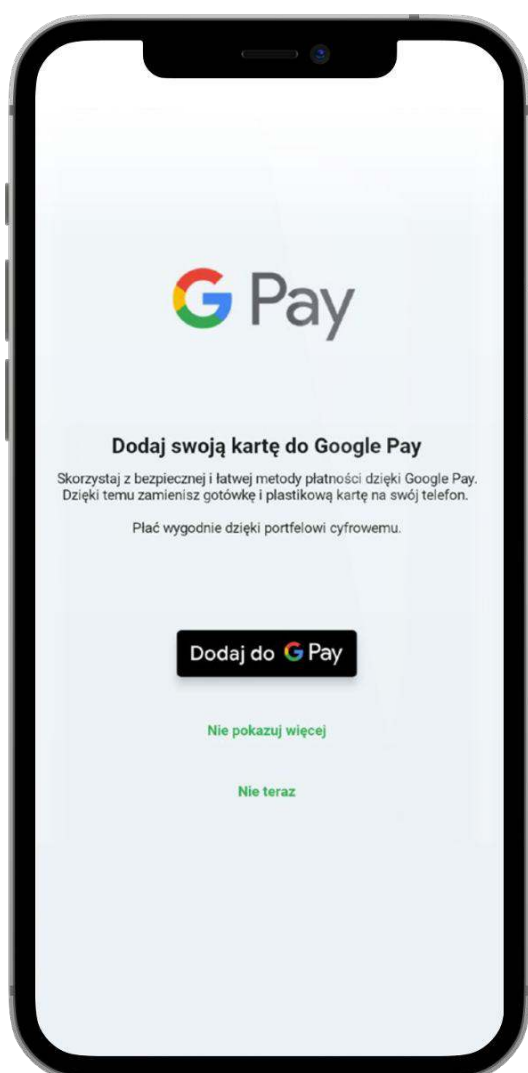 G Pay
Dodaj swoją kartę do Google Pay
Skorzystaj z bezpiecznej i łatwej metody płatności dzięki Google Pay.
Dzięki temu zamienisz gotówkę i plastikową kartę na swój telefon.
Płać wygodnie dzięki portfelowi cyfrowemu.
Dodaj do G Pay
Nie pokazuj więcej
Nie teraz